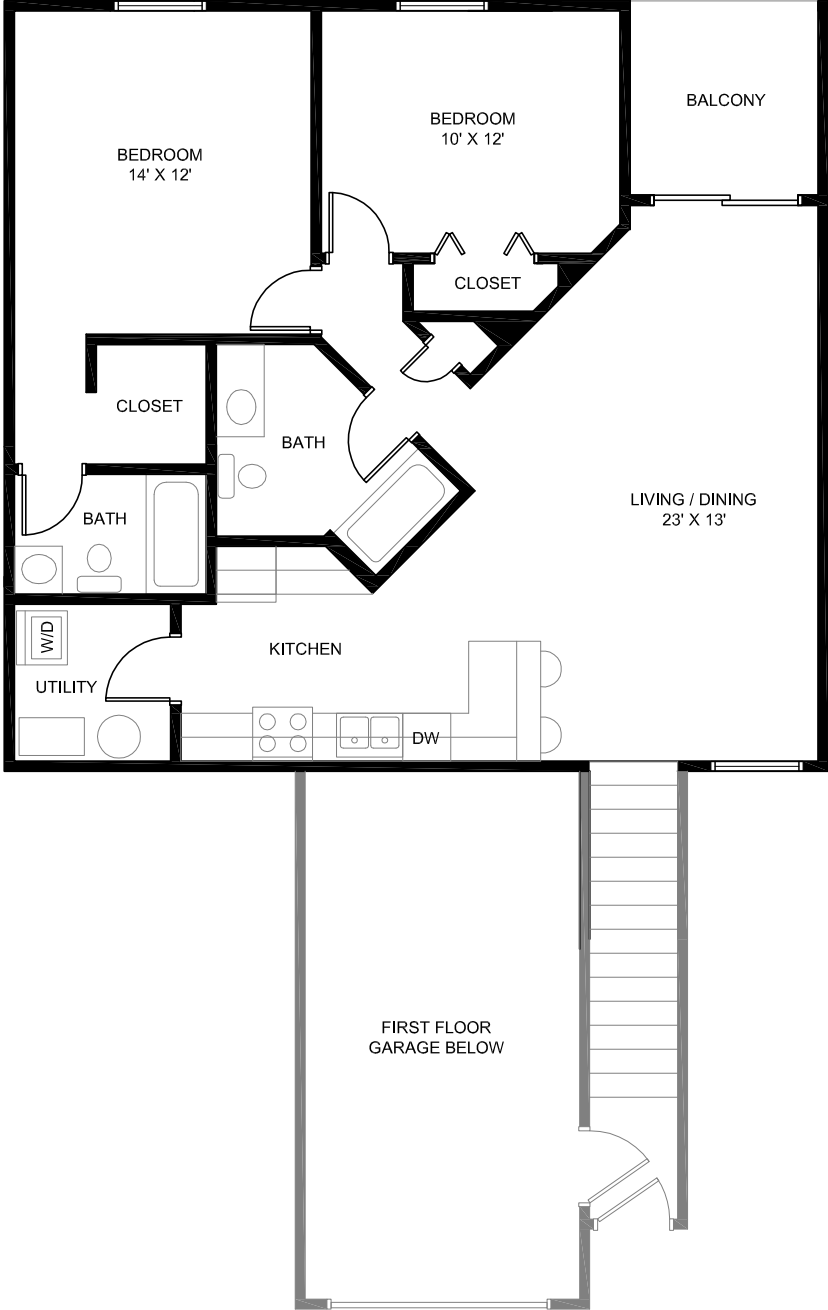 BALCONY
BEDROOM
10' X 12'
BEDROOM
14' X 12'
CLOSET
CLOSET
BATH
LIVING / DINING
23' X 13'
BATH
W/D
KITCHEN
UTILITY
DW
FIRST FLOOR
GARAGE BELOW